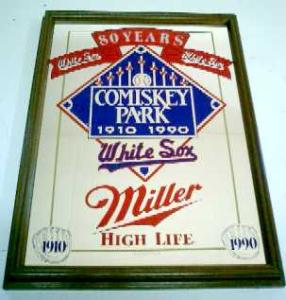 80 YEARS
White Sox White Sox
COMISKEY
PARK
1910 1990
White Sox
Miller
HIGH LIFE
1910 1990